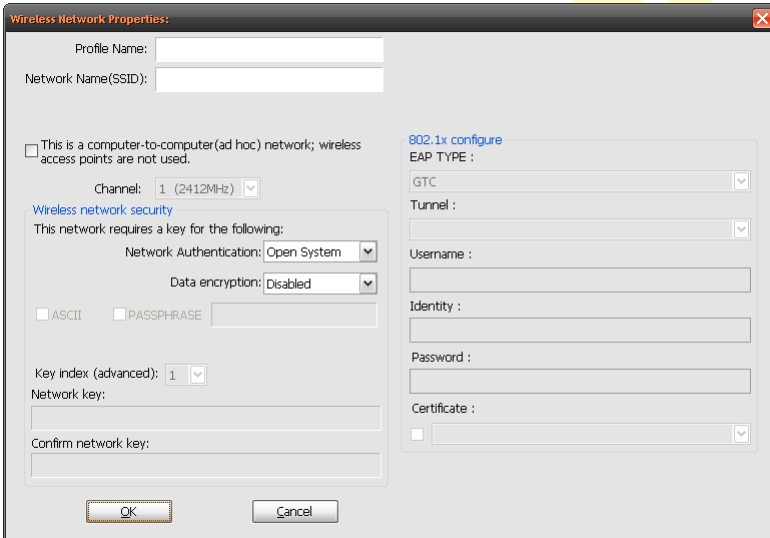 Wireless Network Properties:
Profile Name:
Network Name(SSID):
This is a computer-to-computer(ad hoc) network; wireless
access points are not used.
Channel: 1 (2412MHz)
Wireless network security
This network requires a key for the following:
Network Authentication: Open System
Data encryption: Disabled
ASCII PASSPHRASE
Key index (advanced): 1
Network key:
Confirm network key:
802.1x configure
EAP TYPE :
GTC
Tunnel :
Username :
Identity :
Password :
Certificate :
OK Cancel